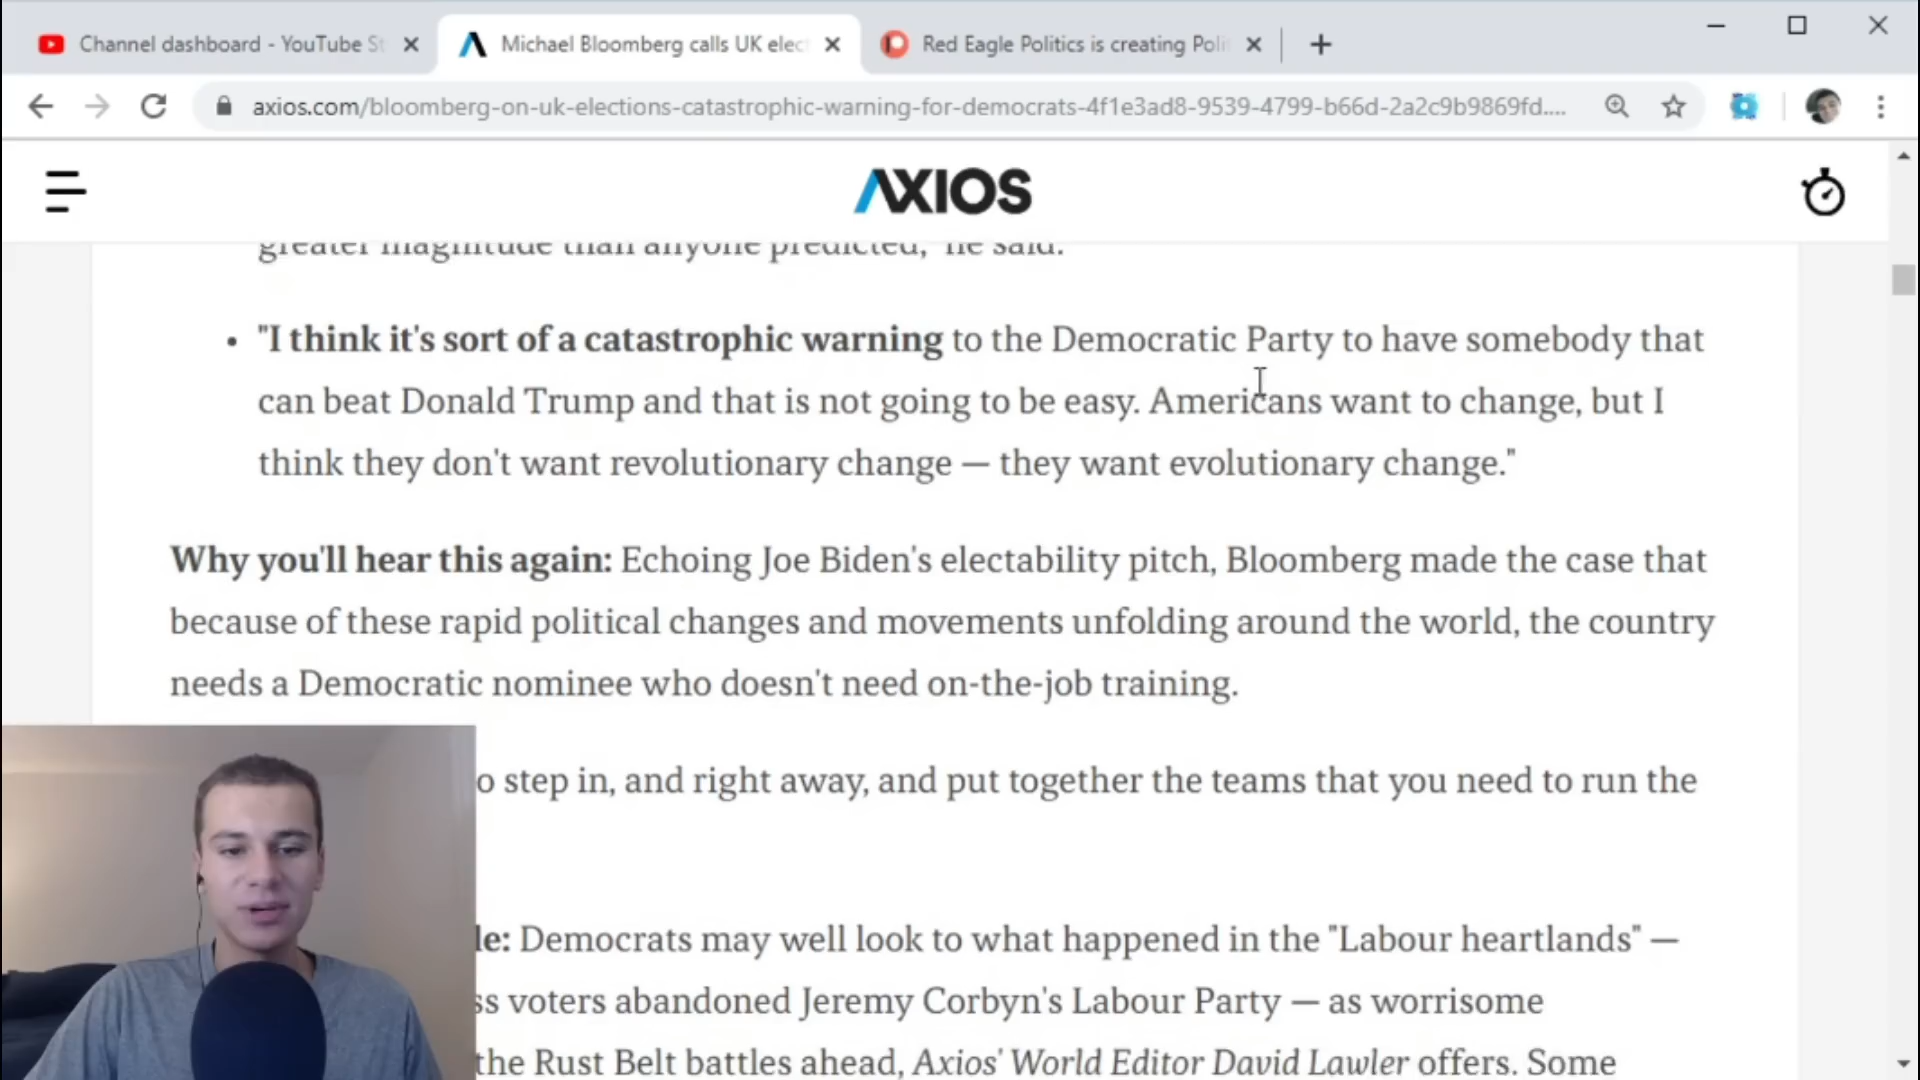 Channel dashboard - YouTube St
Michael Bloomberg calls UK elec
Red Eagle Politics is creating Poli
axios.com/bloomberg-on-uk-elections-catastrophic-warning-for-democrats-4f1e3ad8-9539-4799-b66d-2a2c9b9869fd....
AXIOS
greater magnitude than anyone predicted," he said.
• "I think it's sort of a catastrophic warning to the Democratic Party to have somebody that
can beat Donald Trump and that is not going to be easy. Americans want to change, but I
think they don't want revolutionary change — they want evolutionary change."
Why you'll hear this again: Echoing Joe Biden's electability pitch, Bloomberg made the case that
because of these rapid political changes and movements unfolding around the world, the country
needs a Democratic nominee who doesn't need on-the-job training.
o step in, and right away, and put together the teams that you need to run the
le: Democrats may well look to what happened in the "Labour heartlands" —
ss voters abandoned Jeremy Corbyn's Labour Party — as worrisome
the Rust Belt battles ahead, Axios' World Editor David Lawler offers. Some